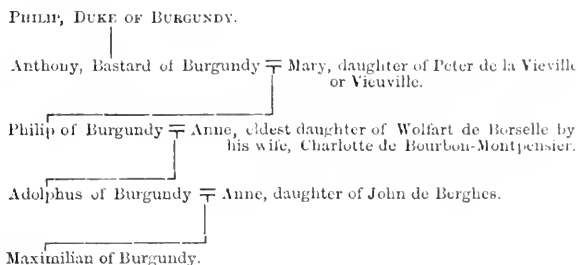 PHILIP, DUKE OF BURGUNDY.
Anthony, Bastard of Burgundy = Mary, daughter of Peter de la Vieville
or Vieuville.
Philip of Burgundy = Anne, eldest daughter of Wolfart de Borselle by
his wife, Charlotte de Bourbon-Montpensier.
Adolphus of Burgundy = Anne, daughter of John de Berghes.
Maximilian of Burgundy.